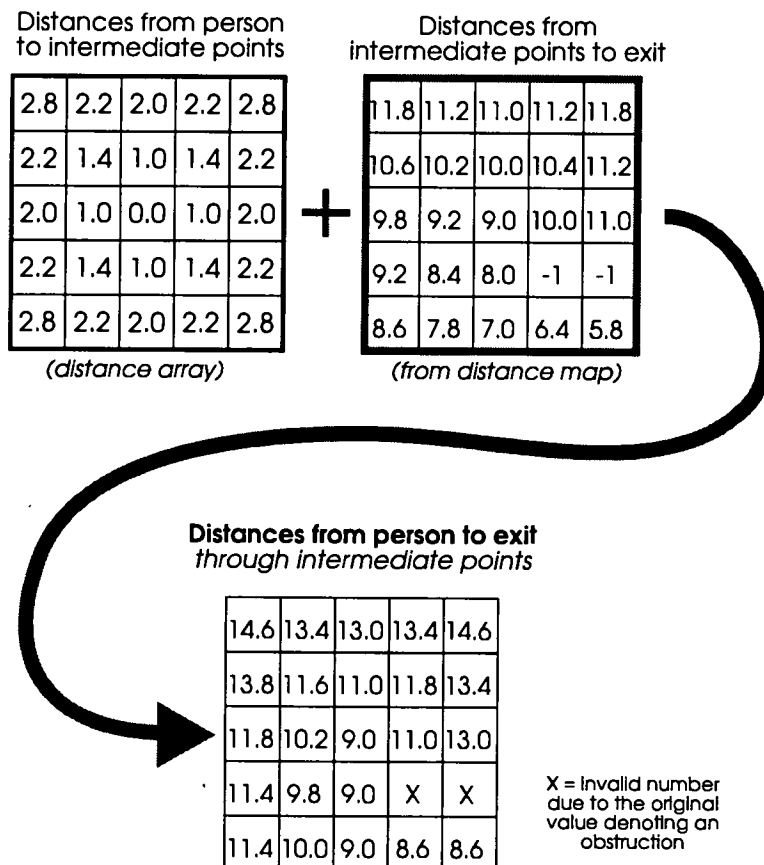 Distances from person
to intermediate points
2.8 2.2 2.0 2.2 2.8
2.2 1.4 1.0 1.4 2.2
2.0 1.0 0.0 1.0 2.0
2.2 1.4 1.0 1.4 2.2
2.8 2.2 2.0 2.2 2.8
(distance array)
+
Distances from
intermediate points to exit
11.8 11.2 11.0 11.2 11.8
10.6 10.2 10.0 10.4 11.2
9.8 9.2 9.0 10.0 11.0
9.2 8.4 8.0 -1 -1
8.6 7.8 7.0 6.4 5.8
(from distance map)
Distances from person to exit
through intermediate points
14.6 13.4 13.0 13.4 14.6
13.8 11.6 11.0 11.8 13.4
11.8 10.2 9.0 11.0 13.0
11.4 9.8 9.0 X X
11.4 10.0 9.0 8.6 8.6
X = invalid number
due to the original
value denoting an
obstruction